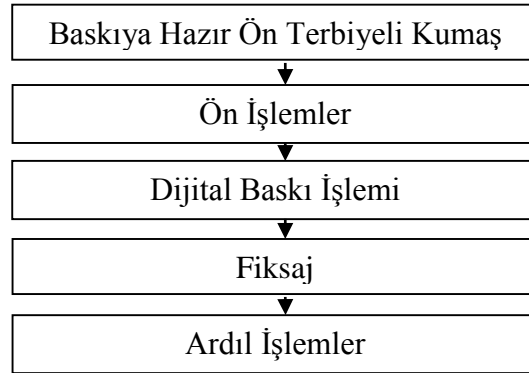 Baskıya Hazır Ön Terbiyeli Kumaş
Ön İşlemler
Dijital Baskı İşlemi
Fiksaj
Ardıl İşlemler